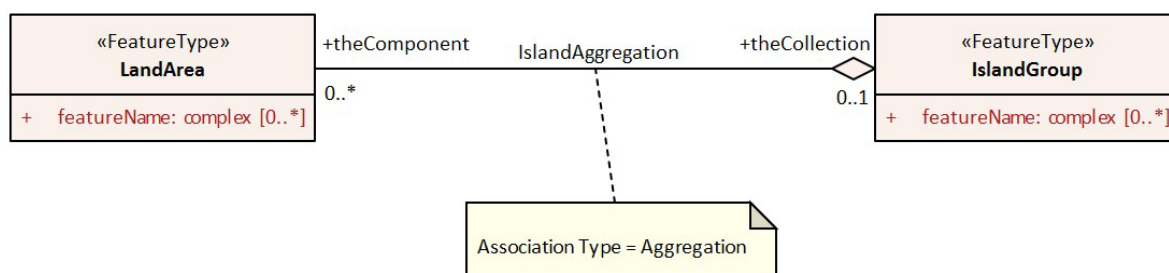 «FeatureType»
LandArea
+ featureName: complex [0..*]
+theComponent
0..*
IslandAggregation
+theCollection
0..1
«FeatureType»
IslandGroup
+ featureName: complex [0..*]
Association Type = Aggregation